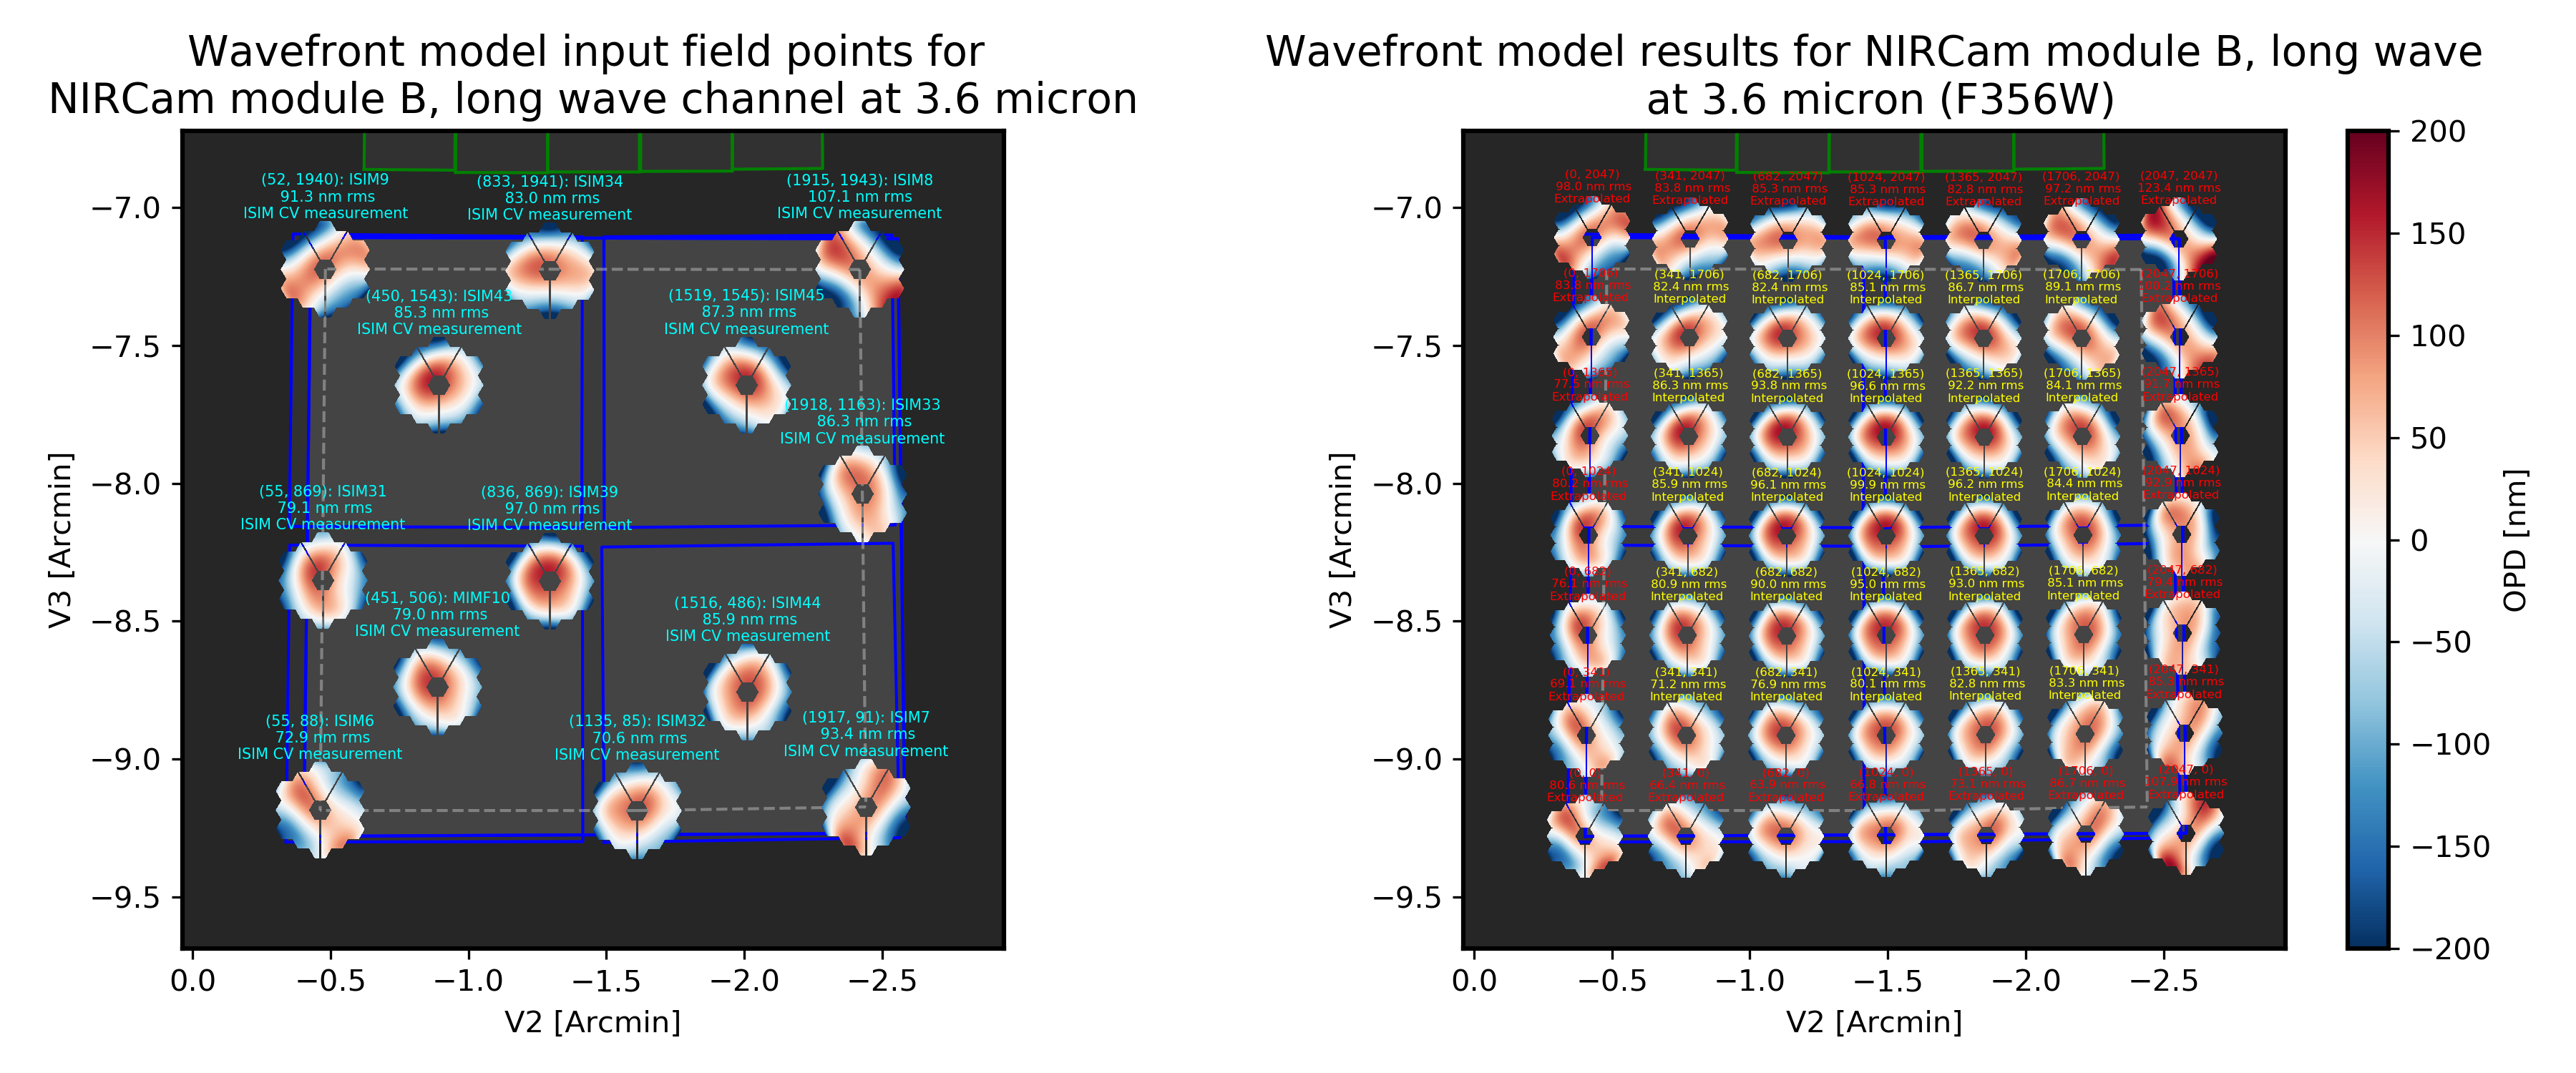 Wavefront model input field points for
NIRCam module B, long wave channel at 3.6 micron
(52, 1940): ISIM9
91.3 nm rms
ISIM CV measurement
(833, 1941): ISIM34
83.0 nm rms
ISIM CV measurement
(1915, 1943): ISIM8
107.1 nm rms
ISIM CV measurement
(450, 1543): ISIM43
85.3 nm rms
ISIM CV measurement
(1519, 1545): ISIM45
87.3 nm rms
ISIM CV measurement
(1918, 1163): ISIM33
86.3 nm rms
ISIM CV measurement
(55, 869): ISIM31
79.1 nm rms
ISIM CV measurement
(836, 869): ISIM39
97.0 nm rms
ISIM CV measurement
(451, 506): MIMF10
79.0 nm rms
ISIM CV measurement
(1516, 486): ISIM44
85.9 nm rms
ISIM CV measurement
(55, 88): ISIM6
72.9 nm rms
ISIM CV measurement
(1135, 85): ISIM32
70.6 nm rms
ISIM CV measurement
(1917, 91): ISIM7
93.4 nm rms
ISIM CV measurement
−7.0
−7.5
−8.0
−8.5
−9.0
−9.5
V3 [Arcmin]
0.0 −0.5 −1.0 −1.5 −2.0 −2.5
V2 [Arcmin]
Wavefront model results for NIRCam module B, long wave
at 3.6 micron (F356W)
(0, 2047) (341, 2047) (682, 2047) (1024, 2047) (1365, 2047) (1706, 2047) (2047, 2047)
98.0 nm rms 83.8 nm rms 85.3 nm rms 85.3 nm rms 82.8 nm rms 97.2 nm rms 123.4 nm rms
Extrapolated Extrapolated Extrapolated Extrapolated Extrapolated Extrapolated Extrapolated
(0, 1706) (341, 1706) (682, 1706) (1024, 1706) (1365, 1706) (1706, 1706) (2047, 1706)
83.8 nm rms 82.4 nm rms 82.4 nm rms 85.1 nm rms 86.7 nm rms 89.1 nm rms nm rms
Extrapolated Interpolated Interpolated Interpolated Interpolated Interpolated Extrapolated
(0, 1365) (341, 1365) (682, 1365) (1024, 1365) (1365, 1365) (1706, 1365) (2047, 1365)
77.5 nm rms 86.3 nm rms 93.8 nm rms 96.6 nm rms 92.2 nm rms 84.1 nm rms nm rms
Extrapolated Interpolated Interpolated Interpolated Interpolated Interpolated Extrapolated
(0, 1024) (341, 1024) (682, 1024) (1024, 1024) (1365, 1024) (1706, 1024) (2047, 1024)
80.2 nm rms 85.9 nm rms 96.1 nm rms 99.9 nm rms 96.2 nm rms 84.4 nm rms 92.9 nm rms
Extrapolated Interpolated Interpolated Interpolated Interpolated Interpolated Extrapolated
(0, 682) (341, 682) (682, 682) (1024, 682) (1365, 682) (1706, 682) (2047, 682)
76.1 nm rms 80.9 nm rms 90.0 nm rms 95.0 nm rms 93.0 nm rms 85.1 nm rms 79.4 nm rms
Extrapolated Interpolated Interpolated Interpolated Interpolated Interpolated Extrapolated
(0, 341) (341, 341) (682, 341) (1024, 341) (1365, 341) (1706, 341) (2047, 341)
69.1 nm rms 71.2 nm rms 76.9 nm rms 80.1 nm rms 82.8 nm rms 83.3 nm rms 85.3 nm rms
Extrapolated Interpolated Interpolated Interpolated Interpolated Interpolated Extrapolated
(0, 0) (341, 0) (682, 0) (1024, 0) (1365, 0) (1706, 0) (2047, 0)
80.6 nm rms 66.4 nm rms nm rms 66.8 nm rms 73.1 nm rms 86.7 nm rms nm rms
Extrapolated Extrapolated Extrapolated Extrapolated Extrapolated Extrapolated Extrapolated
−7.0
−7.5
−8.0
−8.5
−9.0
−9.5
V3 [Arcmin]
0.0 −0.5 −1.0 −1.5 −2.0 −2.5
V2 [Arcmin]
200
150
100
50
0
−50
−100
−150
−200
OPD [nm]